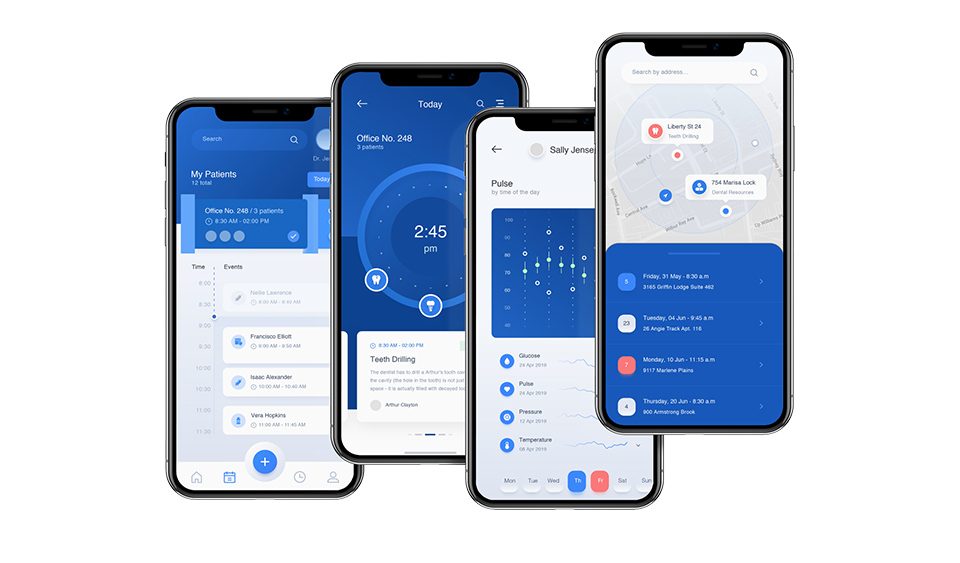 Search
Dr. Je
My Patients
12 total
Today
Office No. 248 / 3 patients
8:30 AM - 02:00 PM
Time
Events
8:00
Nellie Lawrence
8:00 AM - 8:40 AM
8:30
9:00
Francisco Elliott
9:00 AM - 9:50 AM
9:30
10:00
Isaac Alexander
10:00 AM - 10:40 AM
10:30
11:00
Vera Hopkins
11:00 AM - 11:40 AM
11:30
Today
Office No. 248
3 patients
2:45
pm
8:30 AM - 02:00 PM
Teeth Drilling
The dentist has to drill a Arthur's tooth
the cavity (the hole in the tooth) is not just
space - it is actually filled with decayed
Arthur Clayton
Sally Jense
Pulse
by time of the day
100
90
80
70
60
50
40
Glucose
24 Apr 2019
Pulse
24 Apr 2019
Pressure
12 Apr 2019
Temperature
08 Apr 2019
Mon Tue Wed Th Fr Sat Sun
Search by address...
Liberty St 24
Teeth Drilling
754 Marisa Lock
Dental Resources
Central Ave
5
Friday, 31 May - 8:30 a.m
3165 Griffin Lodge Suite 462
23
Tuesday, 04 Jun - 9:45 a.m
26 Angie Track Apt. 116
7
Monday, 10 Jun - 11:15 a.m
9117 Marlene Plains
4
Thursday, 20 Jun - 8:30 a.m
900 Armstrong Brook